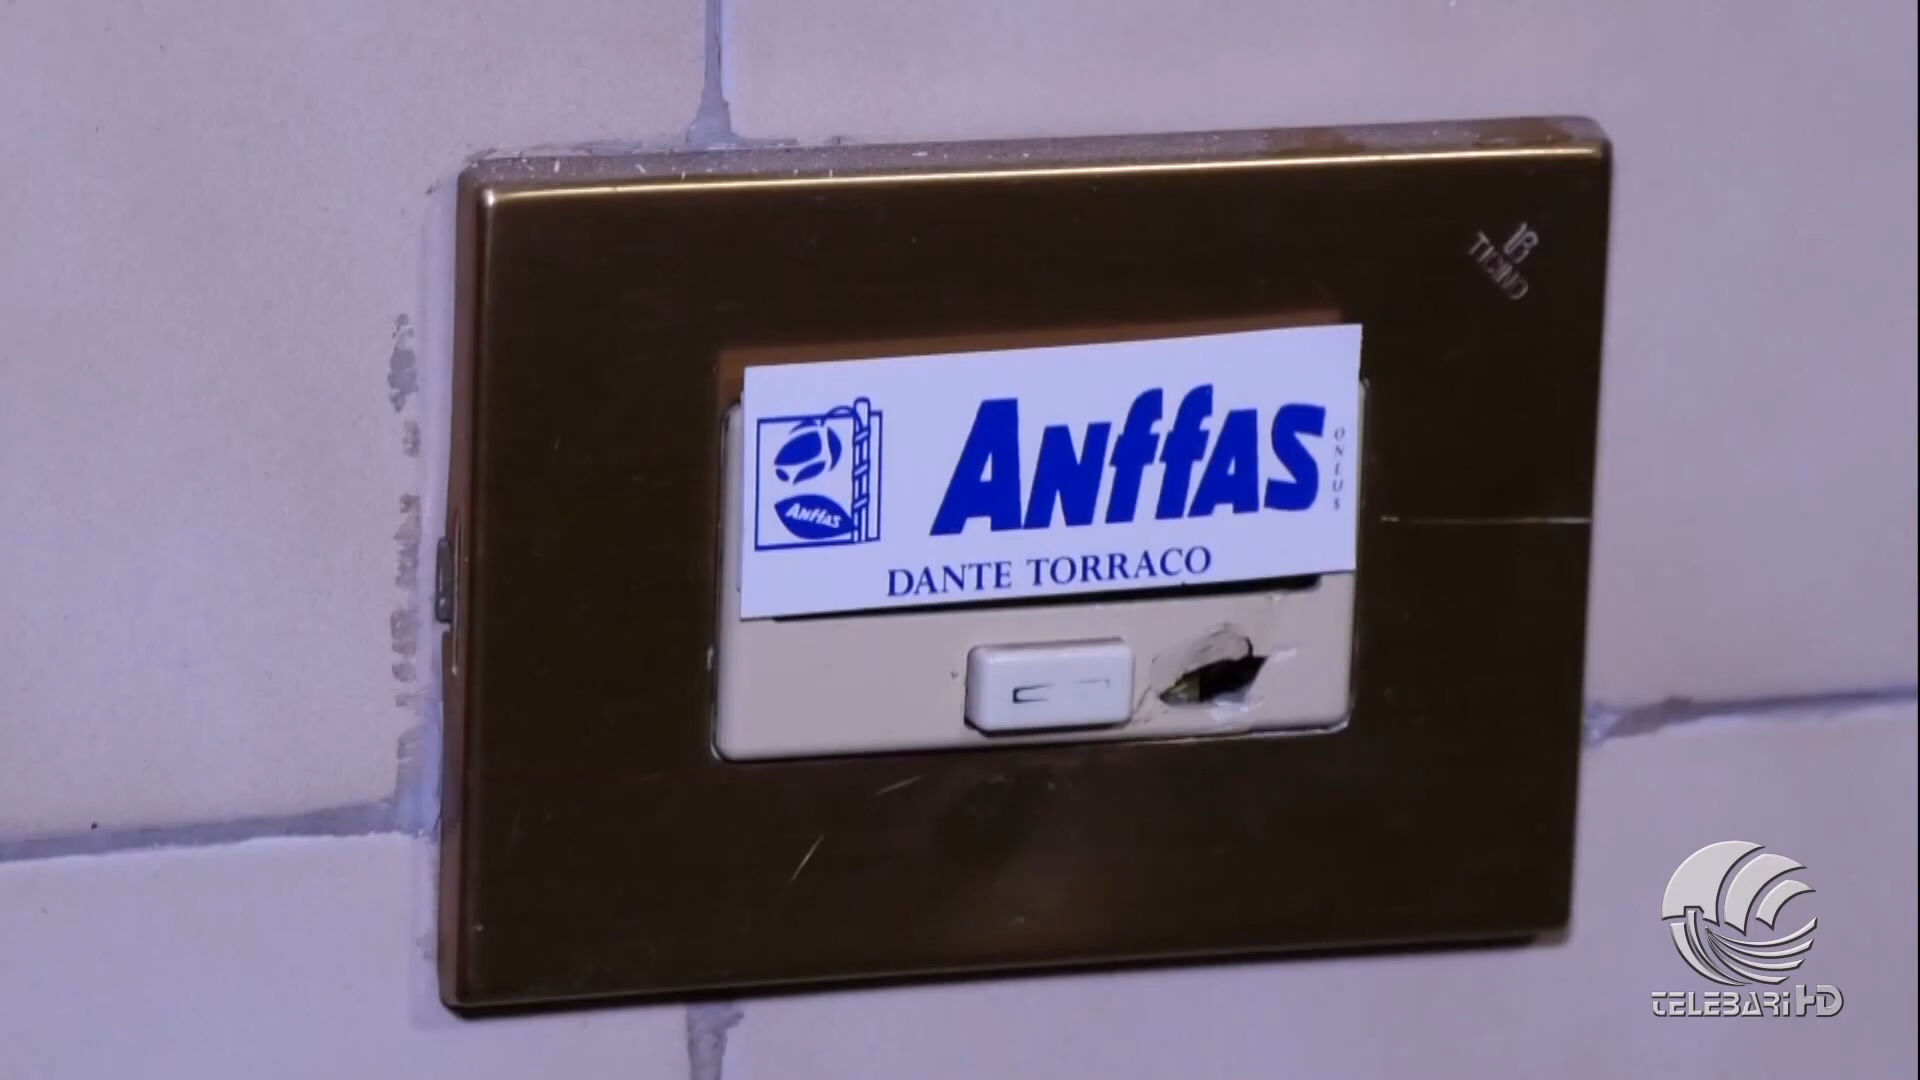 TICINO
Anffas
ONLUS
Anffas
DANTE TORRACO
TELEBARI HD